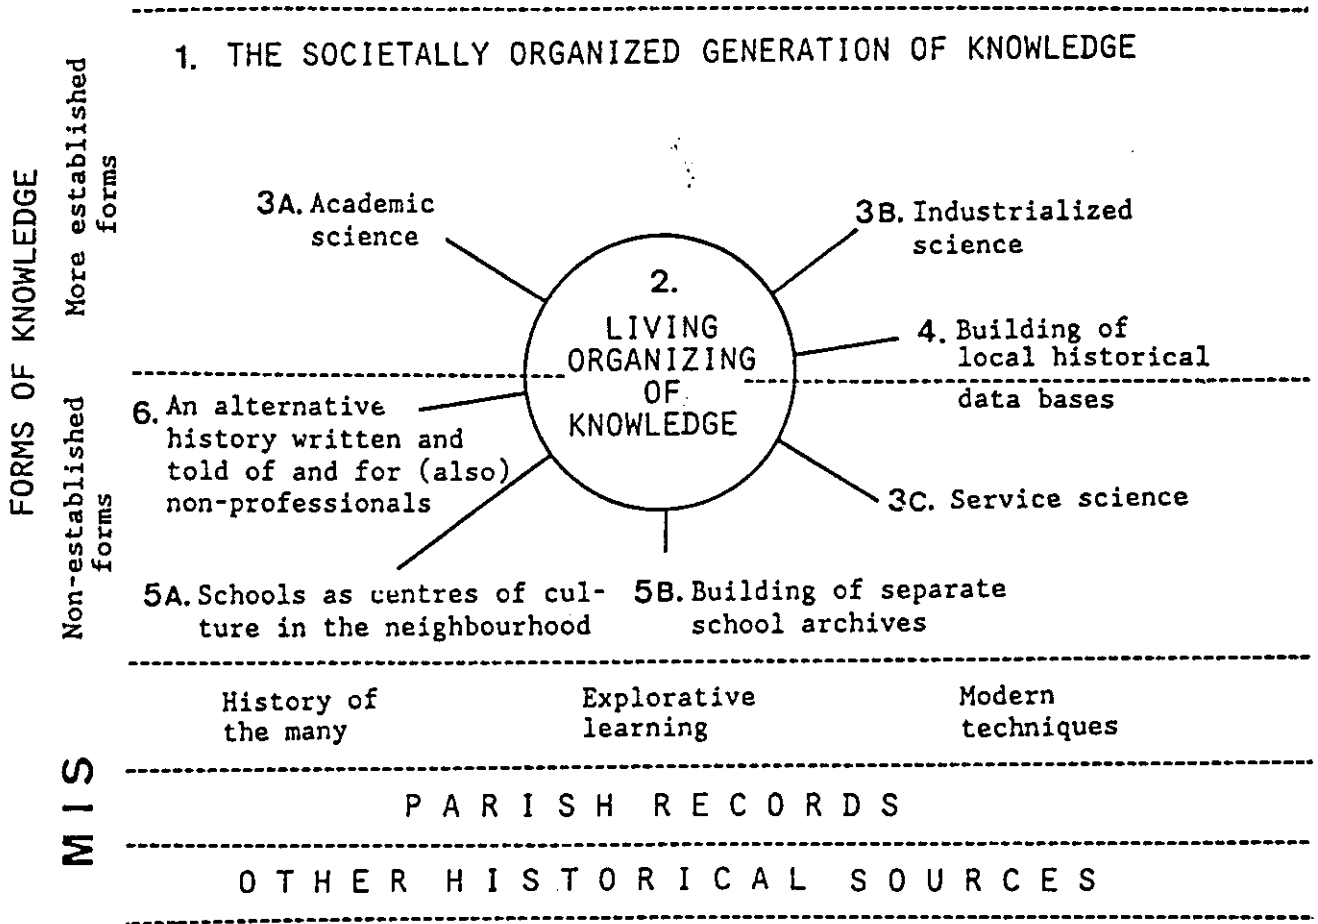 1. THE SOCIETALLY ORGANIZED GENERATION OF KNOWLEDGE
FORMS OF KNOWLEDGE
More established
forms
3A. Academic
science
3B. Industrialized
science
2.
LIVING
ORGANIZING
OF
KNOWLEDGE
4. Building of
local historical
data bases
Non-established
forms
6. An alternative
history written and
told of and for (also)
non-professionals
3C. Service science
5A. Schools as centres of cul-
ture in the neighbourhood
5B. Building of separate
school archives
MIS
History of
the many
Explorative
learning
Modern
techniques
PARISH RECORDS
OTHER HISTORICAL SOURCES